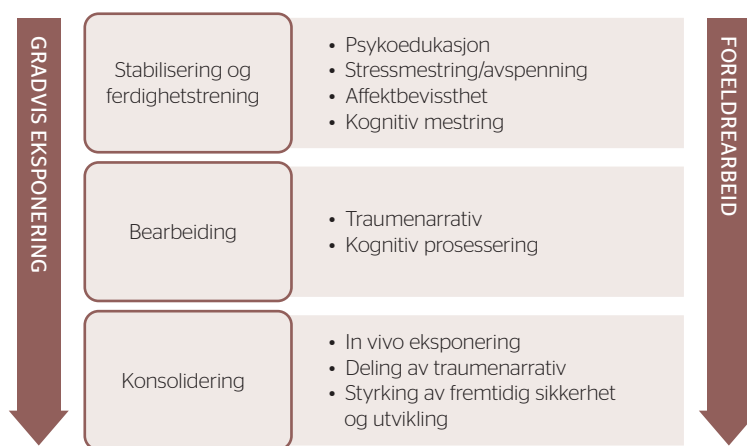 GRADVIS EKSPONERING
Stabilisering og
ferdighetstrening
• Psykoedukasjon
• Stressmestring/avspenning
• Affektbevissthet
• Kognitiv mestring
Bearbeiding
• Traumenarrativ
• Kognitiv prosessering
Konsolidering
• In vivo eksponering
• Deling av traumenarrativ
• Styrking av fremtidig sikkerhet
og utvikling
FORELDREARBEID